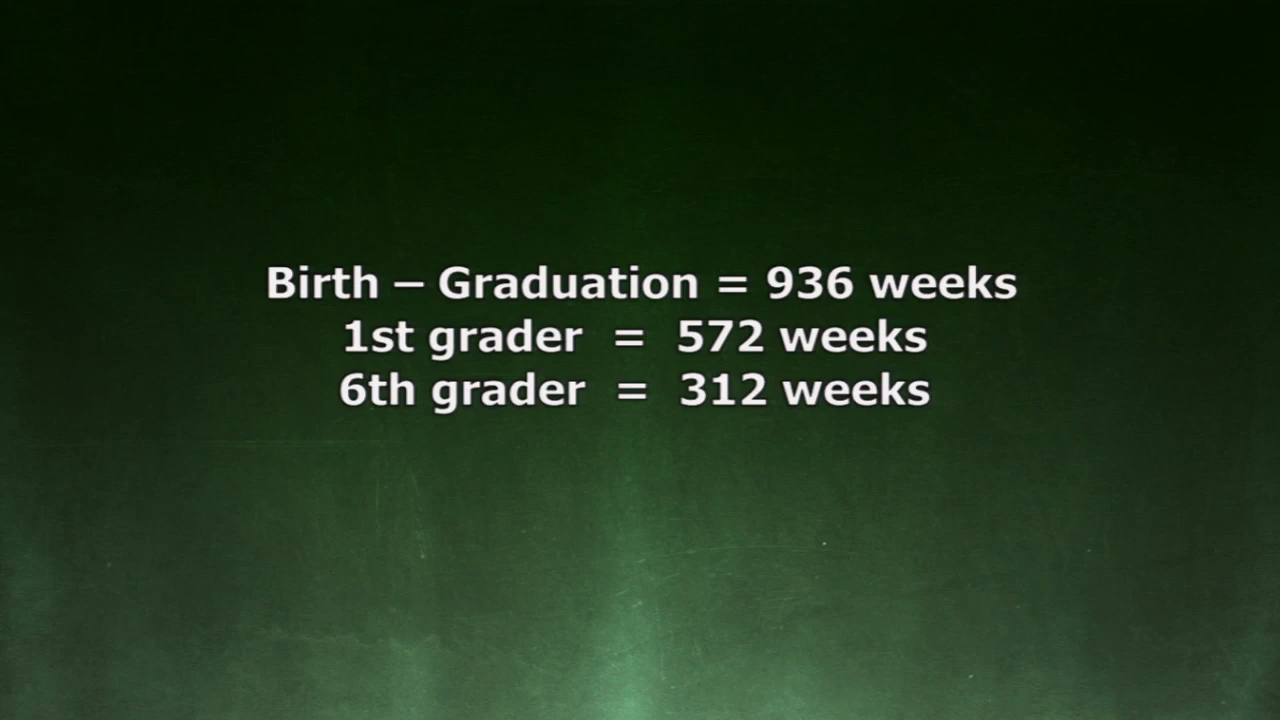 Birth – Graduation = 936 weeks
1st grader = 572 weeks
6th grader = 312 weeks